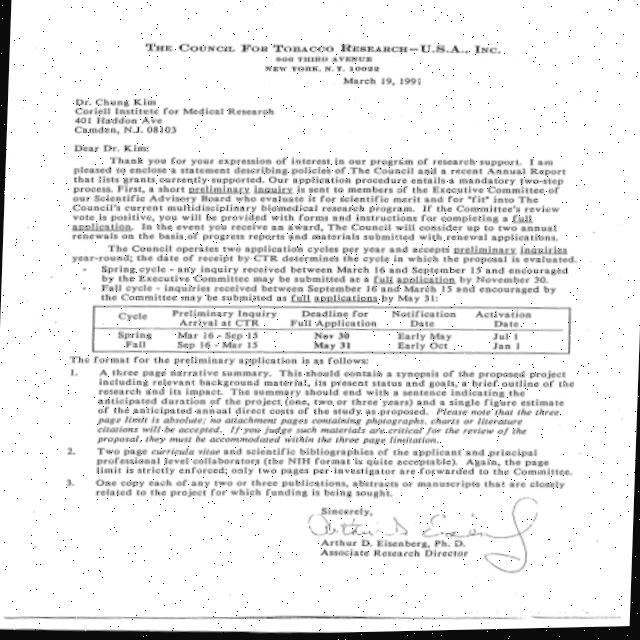 THE COUNCIL FOR TOBACCO RESEARCH—U.S.A., INC.
900 THIRD AVENUE
NEW YORK, N.Y. 10022
March 19, 1991
Dr. Chung Kim
Coriell Institute for Medical Research
401 Haddon Ave
Camden, N.J. 08103
Dear Dr. Kim:
Thank you for your expression of interest in our program of research support. I am
pleased to enclose a statement describing policies of The Council and a recent Annual Report
that lists grants currently supported. Our application procedure entails a mandatory two-step
process. First, a short preliminary inquiry is sent to members of the Executive Committee of
our Scientific Advisory Board who evaluate it for scientific merit and for "fit" into The
Council's current multidisciplinary biomedical research program. If the Committee's review
vote is positive, you will be provided with forms and instructions for completing a full
application. In the event you receive an award, The Council will consider up to two annual
renewals on the basis of progress reports and materials submitted with renewal applications.
The Council operates two application cycles per year and accepts preliminary inquiries
year-round; the date of receipt by CTR determines the cycle in which the proposal is evaluated.
- Spring cycle - any inquiry received between March 16 and September 15 and encouraged
by the Executive Committee may be submitted as a full application by November 30.
- Fall cycle - inquiries received between September 16 and March 15 and encouraged by
the Committee may be submitted as full applications by May 31:
Cycle Preliminary Inquiry Deadline for Notification Activation
Arrival at CTR Full Application Date Date
Spring Mar 16 - Sep 15 Nov 30 Early May Jul 1
Fall Sep 16 - Mar 15 May 31 Early Oct Jan 1
The format for the preliminary application is as follows:
1. A three page narrative summary. This should contain a synopsis of the proposed project
including relevant background material, its present status and goals, a brief outline of the
research and its impact. The summary should end with a sentence indicating the
anticipated duration of the project (one, two or three years) and a single figure estimate
of the anticipated annual direct costs of the study as proposed. Please note that the three
page limit is absolute; no attachment pages containing photographs, charts or literature
citations will be accepted. If you judge such materials are critical for the review of the
proposal, they must be accommodated within the three page limitation.
2. Two page curricula vitae and scientific bibliographies of the applicant and principal
professional level collaborators (the NIH format is quite acceptable). Again, the page
limit is strictly enforced; only two pages per investigator are forwarded to the Committee.
3. One copy each of any two or three publications, abstracts or manuscripts that are closely
related to the project for which funding is being sought.
Sincerely,
Arthur D. Eisenberg
Arthur D. Eisenberg, Ph. D.
Associate Research Director